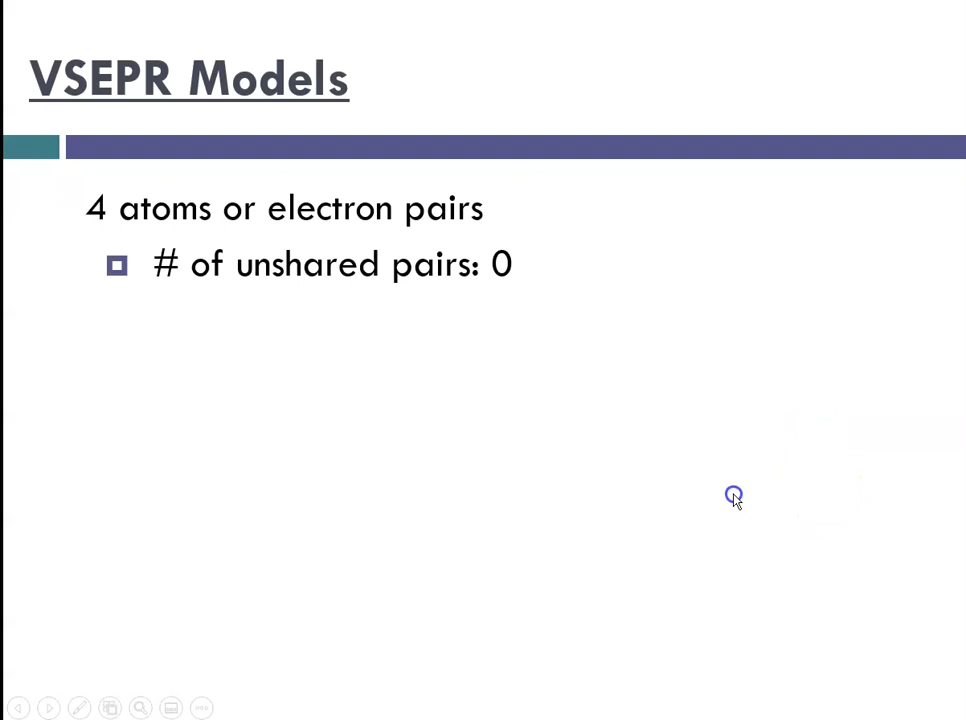 VSEPR Models
4 atoms or electron pairs
# of unshared pairs: 0